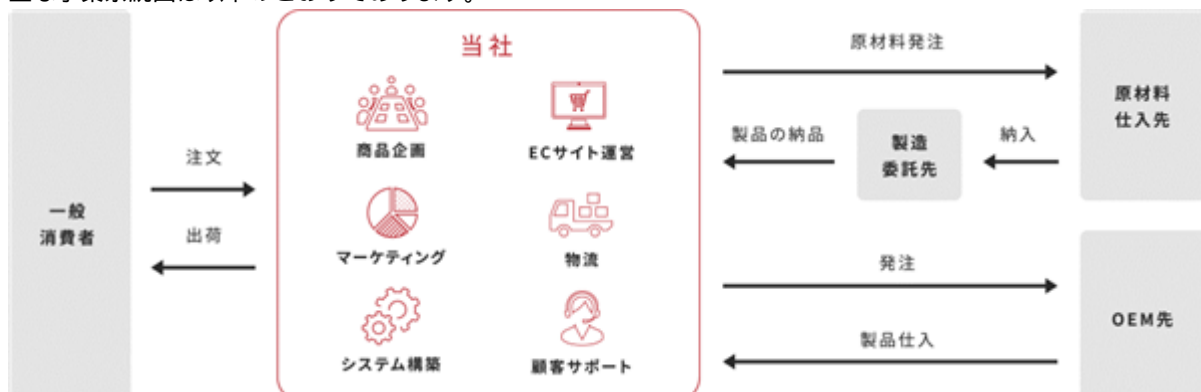 当社
商品企画
ECサイト運営
マーケティング
物流
システム構築
顧客サポート
一般
消費者
注文
出荷
原材料発注
原材料
仕入先
製品の納品
製造
委託先
納入
発注
製品仕入
OEM先